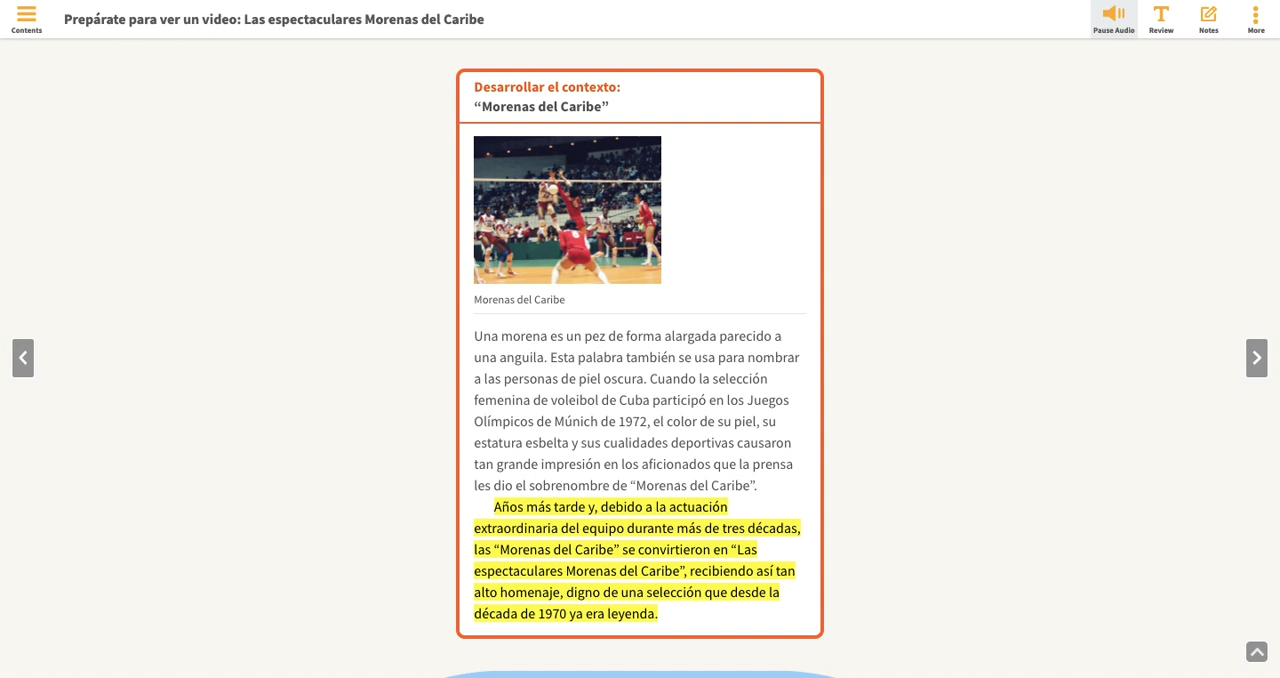 Contents
Prepárate para ver un video: Las espectaculares Morenas del Caribe
Pause Audio
Review
Notes
More
Desarrollar el contexto:
“Morenas del Caribe”
Morenas del Caribe
Una morena es un pez de forma alargada parecido a
una anguila. Esta palabra también se usa para nombrar
a las personas de piel oscura. Cuando la selección
femenina de voleibol de Cuba participó en los Juegos
Olímpicos de Múnich de 1972, el color de su piel, su
estatura esbelta y sus cualidades deportivas causaron
tan grande impresión en los aficionados que la prensa
les dio el sobrenombre de “Morenas del Caribe”.
Años más tarde y, debido a la actuación
extraordinaria del equipo durante más de tres décadas,
las “Morenas del Caribe” se convirtieron en “Las
espectaculares Morenas del Caribe”, recibiendo así tan
alto homenaje, digno de una selección que desde la
década de 1970 ya era leyenda.